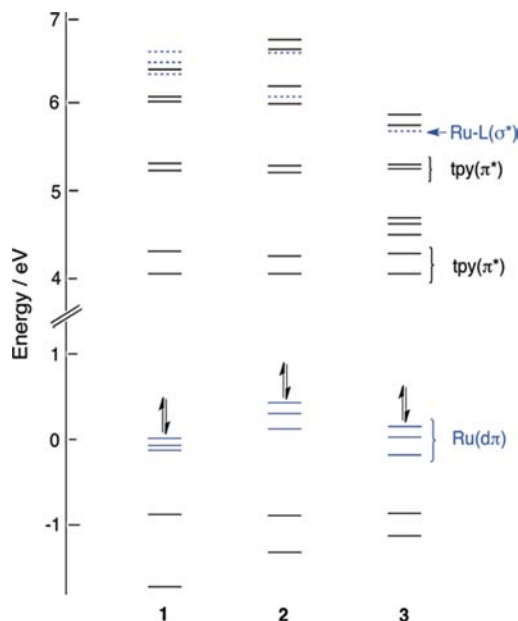 7
6
Ru-L(σ*)
tpy(π*)
5
tpy(π*)
4
Energy / eV
1
0
Ru(dπ)
-1
1 2 3